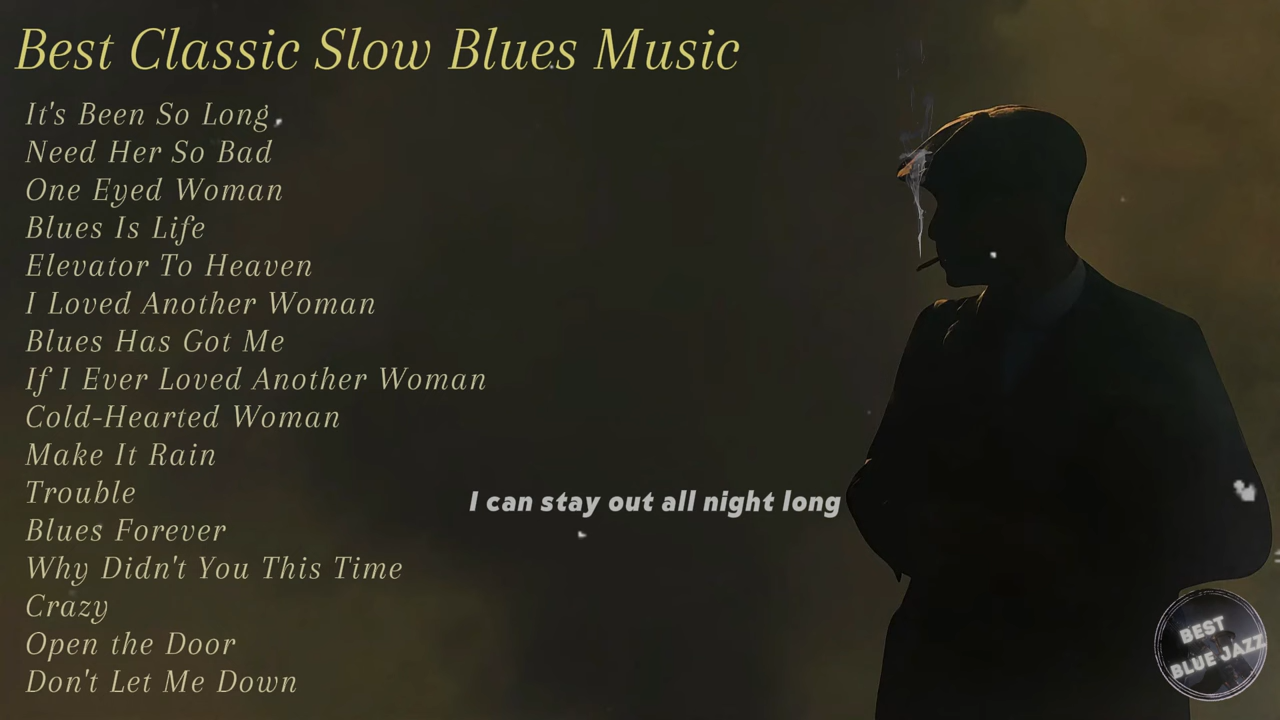 Best Classic Slow Blues Music
It's Been So Long
Need Her So Bad
One Eyed Woman
Blues Is Life
Elevator To Heaven
I Loved Another Woman
Blues Has Got Me
If I Ever Loved Another Woman
Cold-Hearted Woman
Make It Rain
Trouble
Blues Forever
Why Didn't You This Time
Crazy
Open the Door
Don't Let Me Down
I can stay out all night long
BEST
BLUE JAZZ